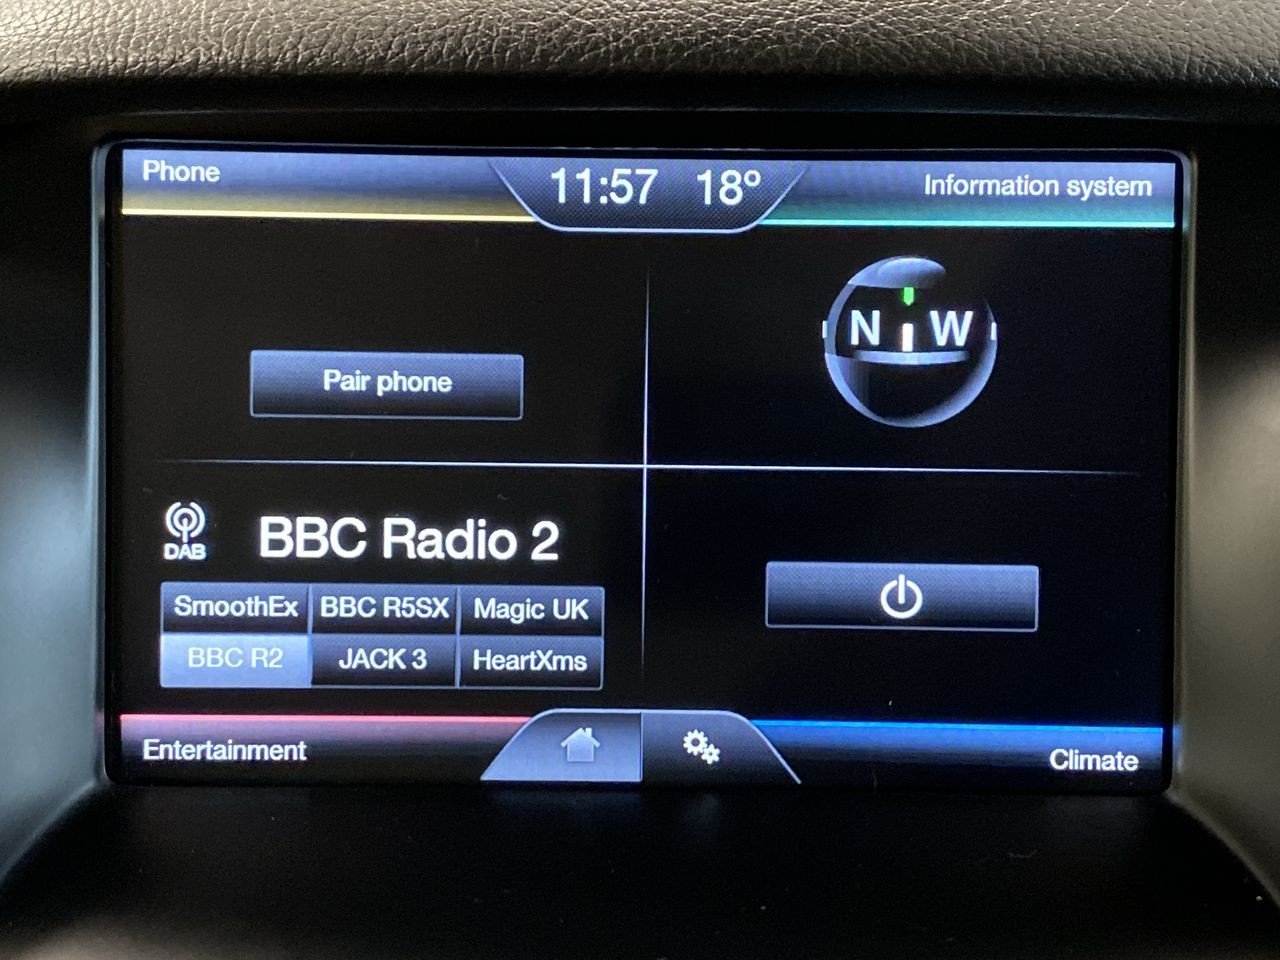 Phone
11:57 18º
Information system
Pair phone
N W
DAB
BBC Radio 2
SmoothEx BBC R5SX Magic UK
BBC R2 JACK 3 HeartXms
Entertainment
Climate